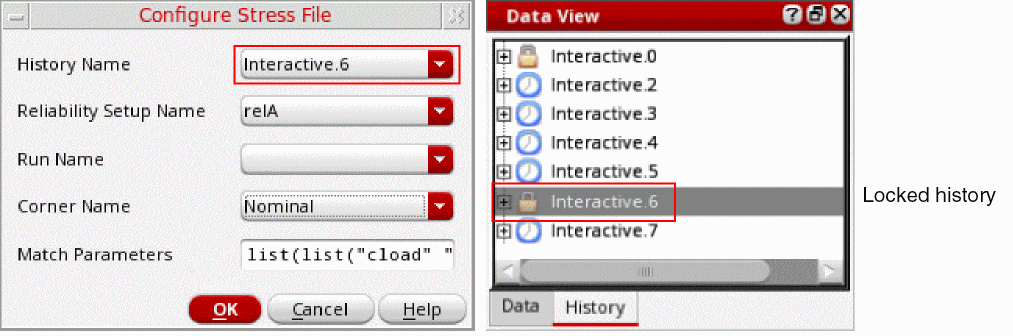 Configure Stress File
History Name Interactive.6
Reliability Setup Name relA
Run Name
Corner Name Nominal
Match Parameters list(list("cload" "
OK Cancel Help
Data View
Interactive.0
Interactive.2
Interactive.3
Interactive.4
Interactive.5
Interactive.6
Interactive.7
Data History
Locked history